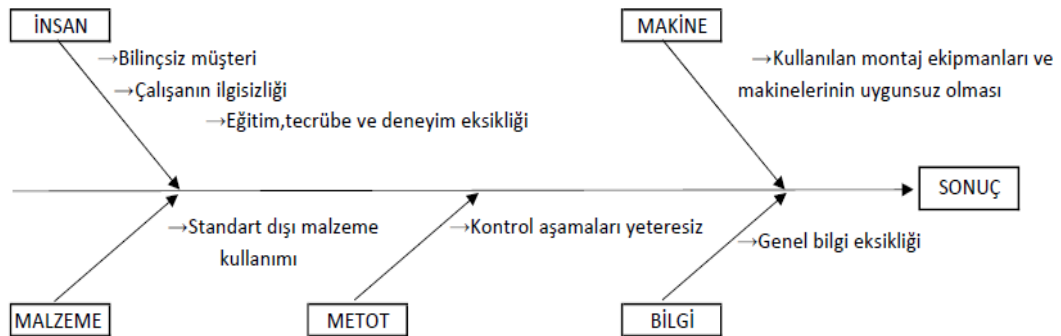 İNSAN
MAKİNE
→Bilinçsiz müşteri
→Çalışanın ilgisizliği
→Eğitim,tecrübe ve deneyim eksikliği
→Kullanılan montaj ekipmanları ve
makinelerinin uygunsuz olması
SONUÇ
→Standart dışı malzeme
kullanımı
→Kontrol aşamaları yeteresiz
→Genel bilgi eksikliği
MALZEME
METOT
BİLGİ